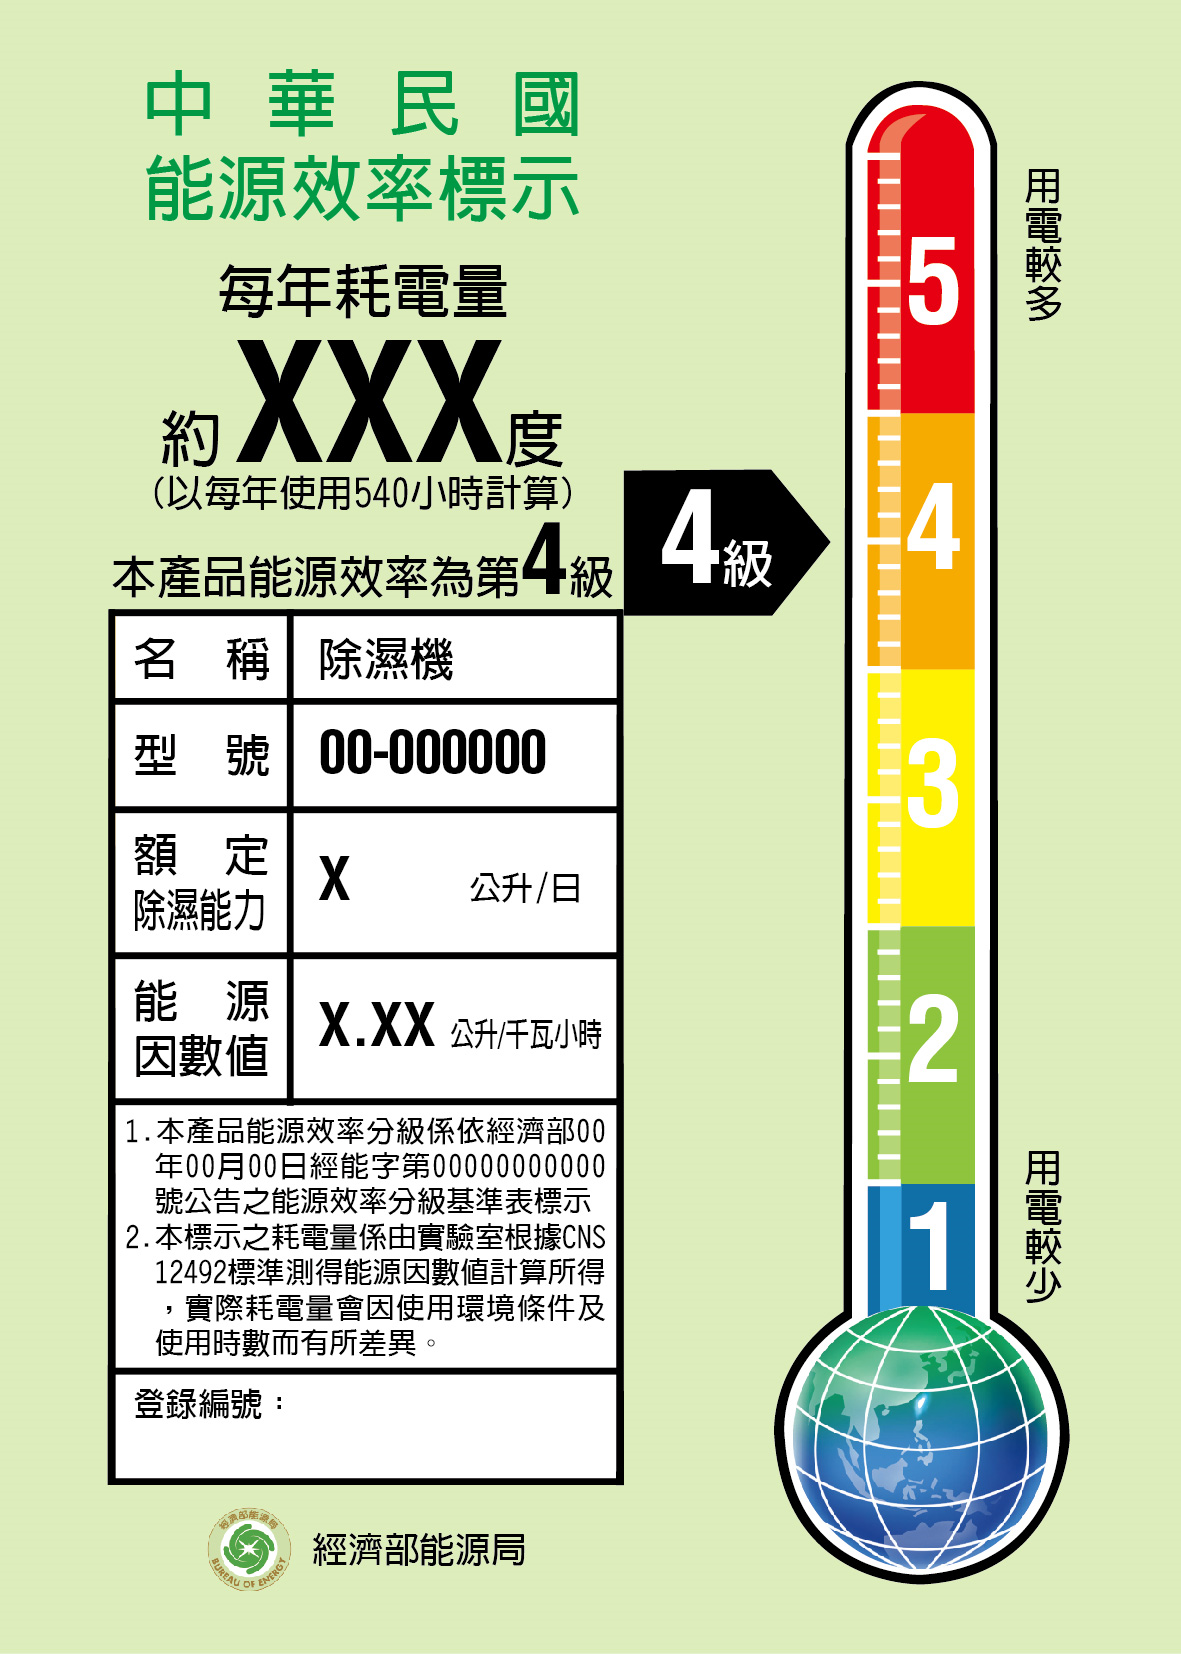 中華民國
能源效率標示
每年耗電量
約XXX度
(以每年使用540小時計算)
本產品能源效率為第4級
4級
名稱 除濕機
型號 00-000000
額定
除濕能力 X 公升/日
能源
因數值 X.XX 公升/千瓦小時
1.本產品能源效率分級係依經濟部00
年00月00日經能字第00000000000
號公告之能源效率分級基準表標示
2.本標示之耗電量係由實驗室根據CNS
12492標準測得能源因數值計算所得
,實際耗電量會因使用環境條件及
使用時數而有所差異。
登錄編號:
經濟部能源局
BUREAU OF ENERGY
經濟部能源局
用電較多
5
4
3
2
1
用電較少